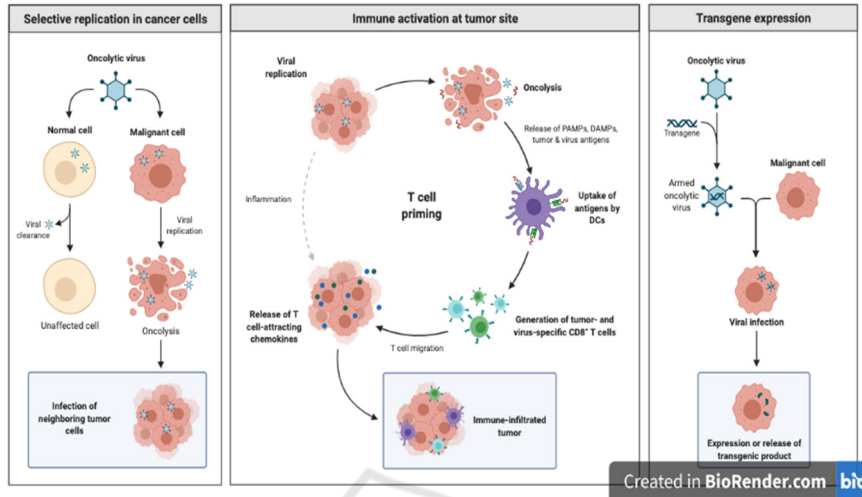 Selective replication in cancer cells
Oncolytic virus
Normal cell
Malignant cell
Viral
clearance
Viral
replication
Unaffected cell
Oncolysis
Infection of
neighboring tumor
cells
Immune activation at tumor site
Viral
replication
Oncolysis
Release of PAMPs, DAMPs,
tumor & virus antigens
Inflammation
T cell
priming
Uptake of
antigens by
DCs
Release of T
cell-attracting
chemokines
T cell migration
Generation of tumor- and
virus-specific CD8⁺ T cells
Immune-infiltrated
tumor
Transgene expression
Oncolytic virus
Transgene
Malignant cell
Armed
oncolytic
virus
Viral infection
Expression or release of
transgenic product
Created in BioRender.com